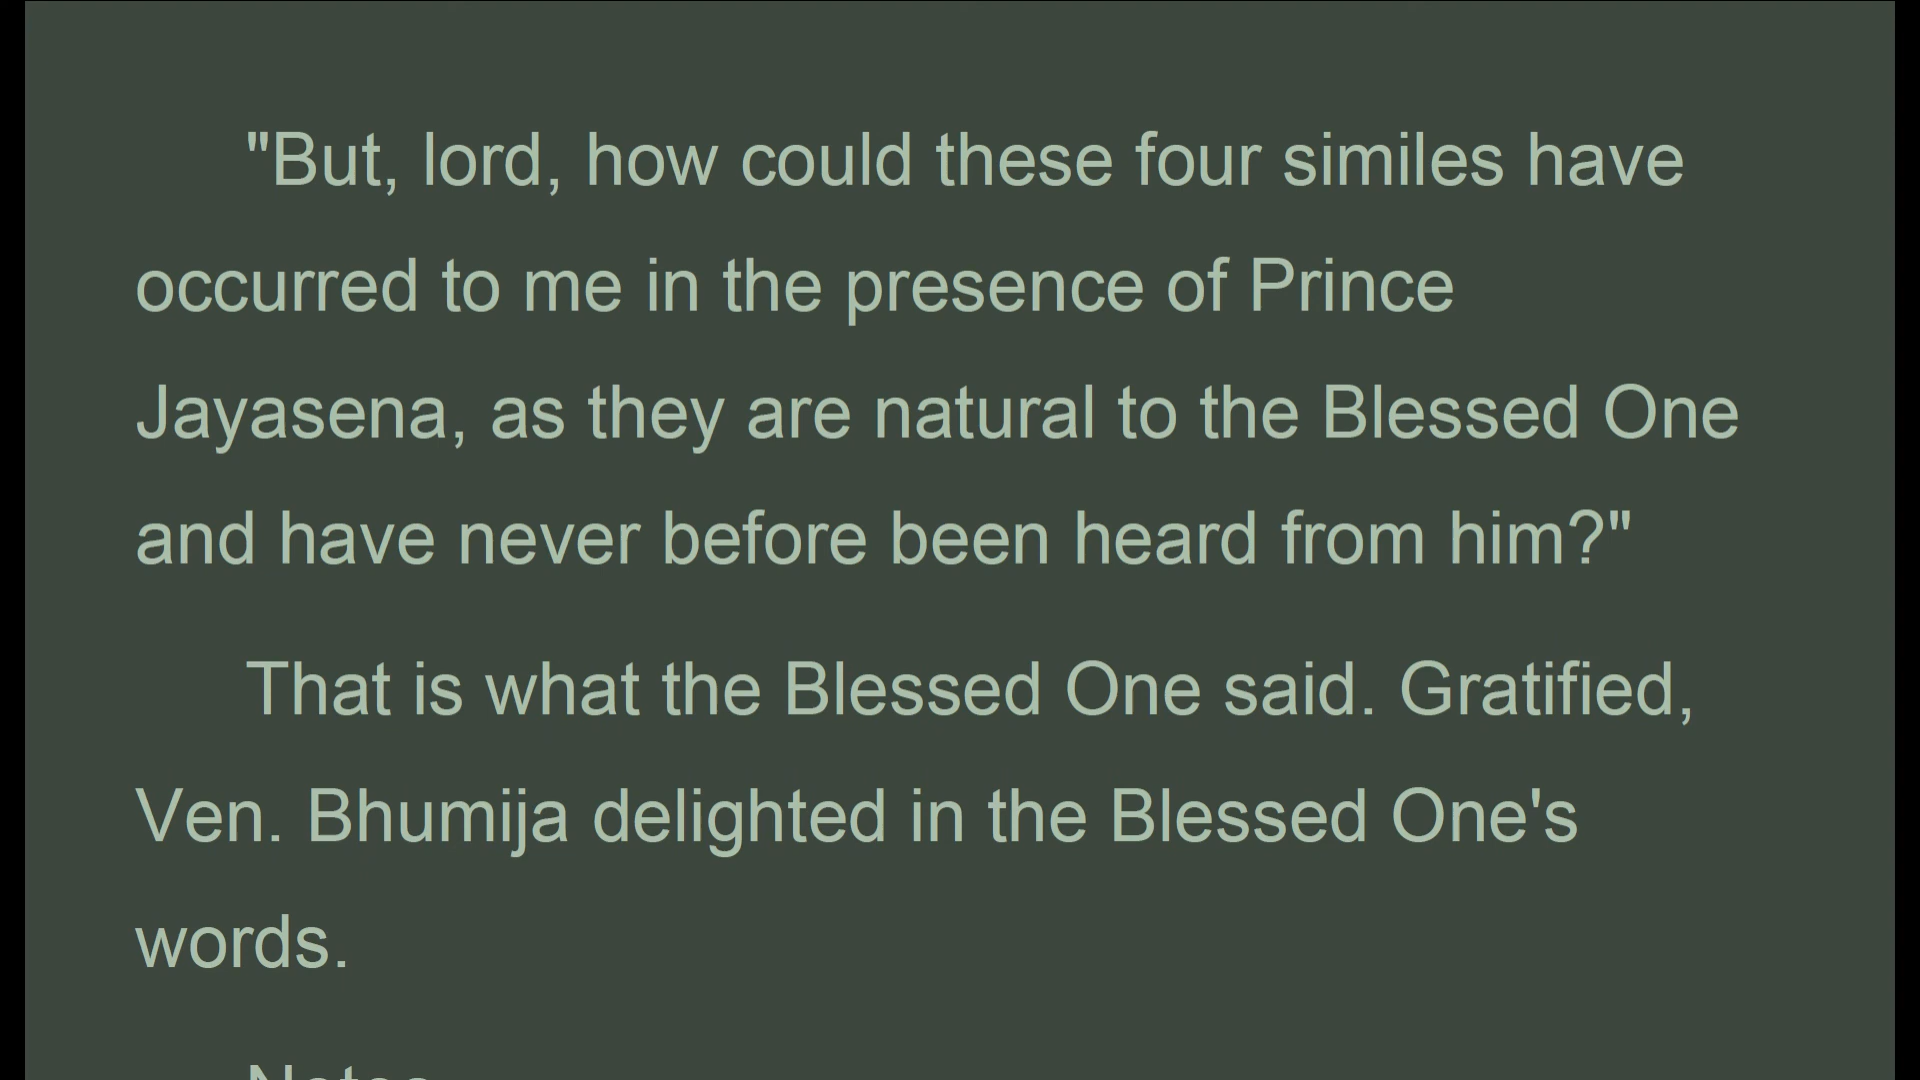 "But, lord, how could these four similes have
occurred to me in the presence of Prince
Jayasena, as they are natural to the Blessed One
and have never before been heard from him?"
That is what the Blessed One said. Gratified,
Ven. Bhumija delighted in the Blessed One's
words.
Notes